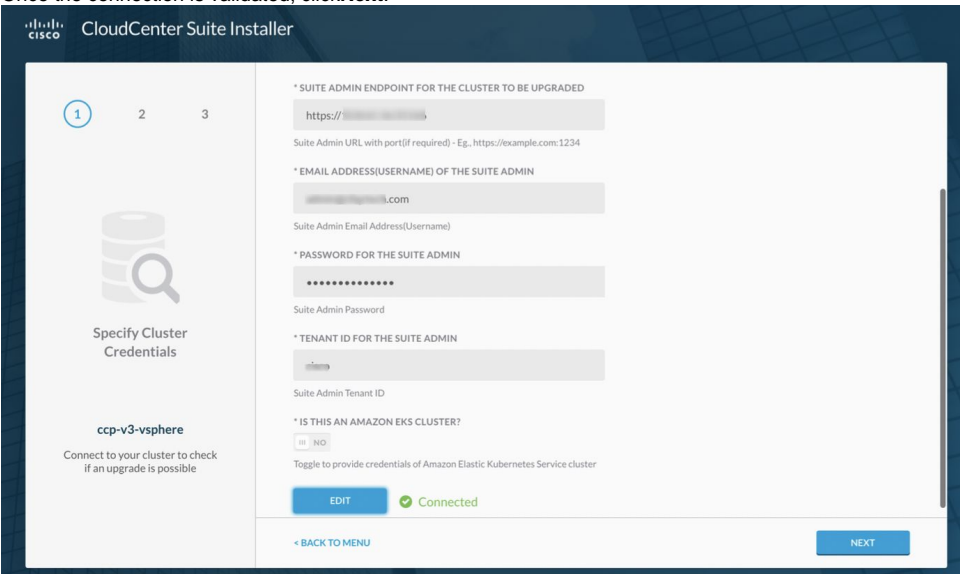 Once the connection is validated, click Next.
CISCO CloudCenter Suite Installer
1 2 3
Specify Cluster
Credentials
ccp-v3-vsphere
Connect to your cluster to check
if an upgrade is possible
* SUITE ADMIN ENDPOINT FOR THE CLUSTER TO BE UPGRADED
https://
Suite Admin URL with port(if required) - Eg., https://example.com:1234
* EMAIL ADDRESS(USERNAME) OF THE SUITE ADMIN
.com
Suite Admin Email Address(Username)
* PASSWORD FOR THE SUITE ADMIN
••••••••••••••
Suite Admin Password
* TENANT ID FOR THE SUITE ADMIN
Suite Admin Tenant ID
* IS THIS AN AMAZON EKS CLUSTER?
NO
Toggle to provide credentials of Amazon Elastic Kubernetes Service cluster
EDIT Connected
< BACK TO MENU NEXT